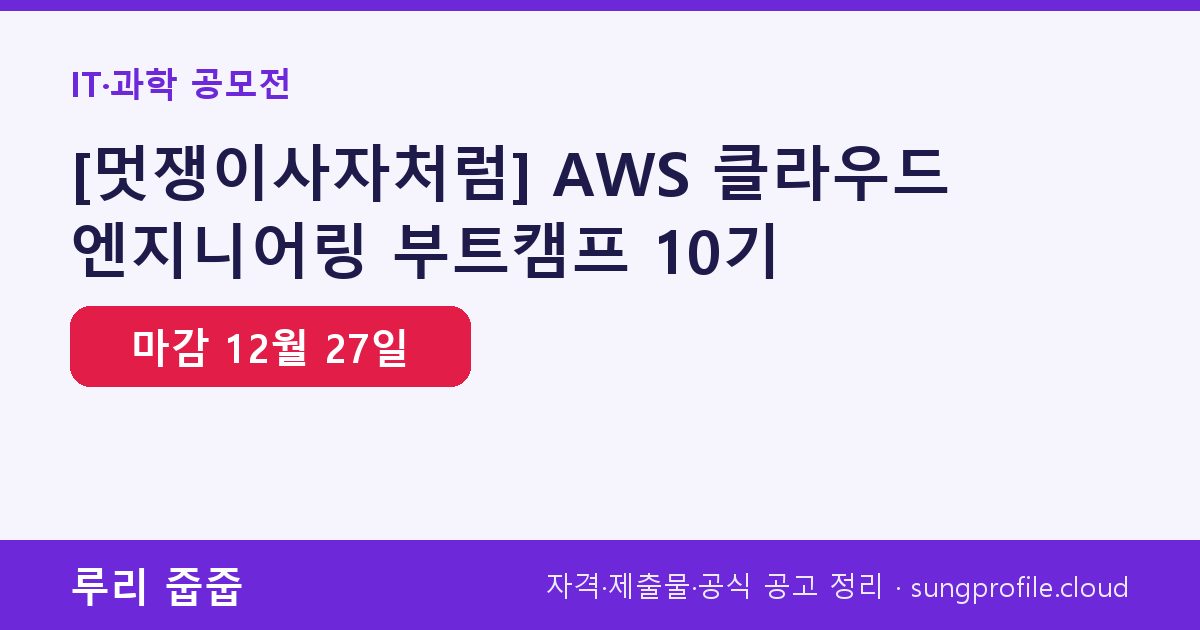 IT·과학 공모전
[멋쟁이사자처럼] AWS 클라우드
엔지니어링 부트캠프 10기
마감 12월 27일
루리 줍줍
자격·제출물·공식 공고 정리 · sungprofile.cloud